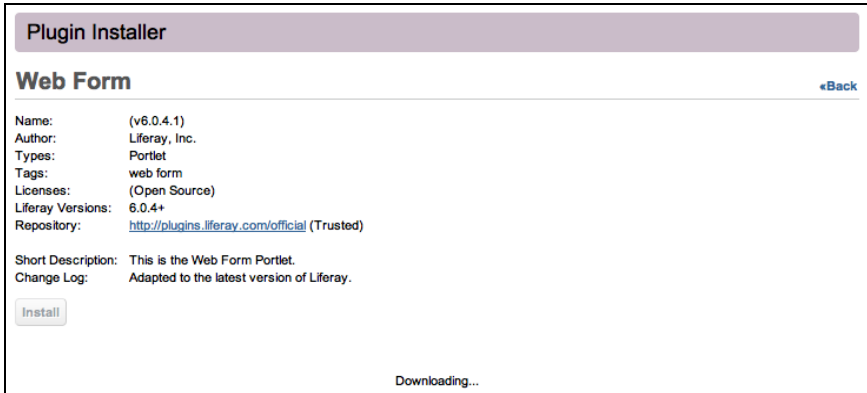 Plugin Installer
Web Form
«Back
Name: (v6.0.4.1)
Author: Liferay, Inc.
Types: Portlet
Tags: web form
Licenses: (Open Source)
Liferay Versions: 6.0.4+
Repository: http://plugins.liferay.com/official (Trusted)
Short Description: This is the Web Form Portlet.
Change Log: Adapted to the latest version of Liferay.
Install
Downloading...